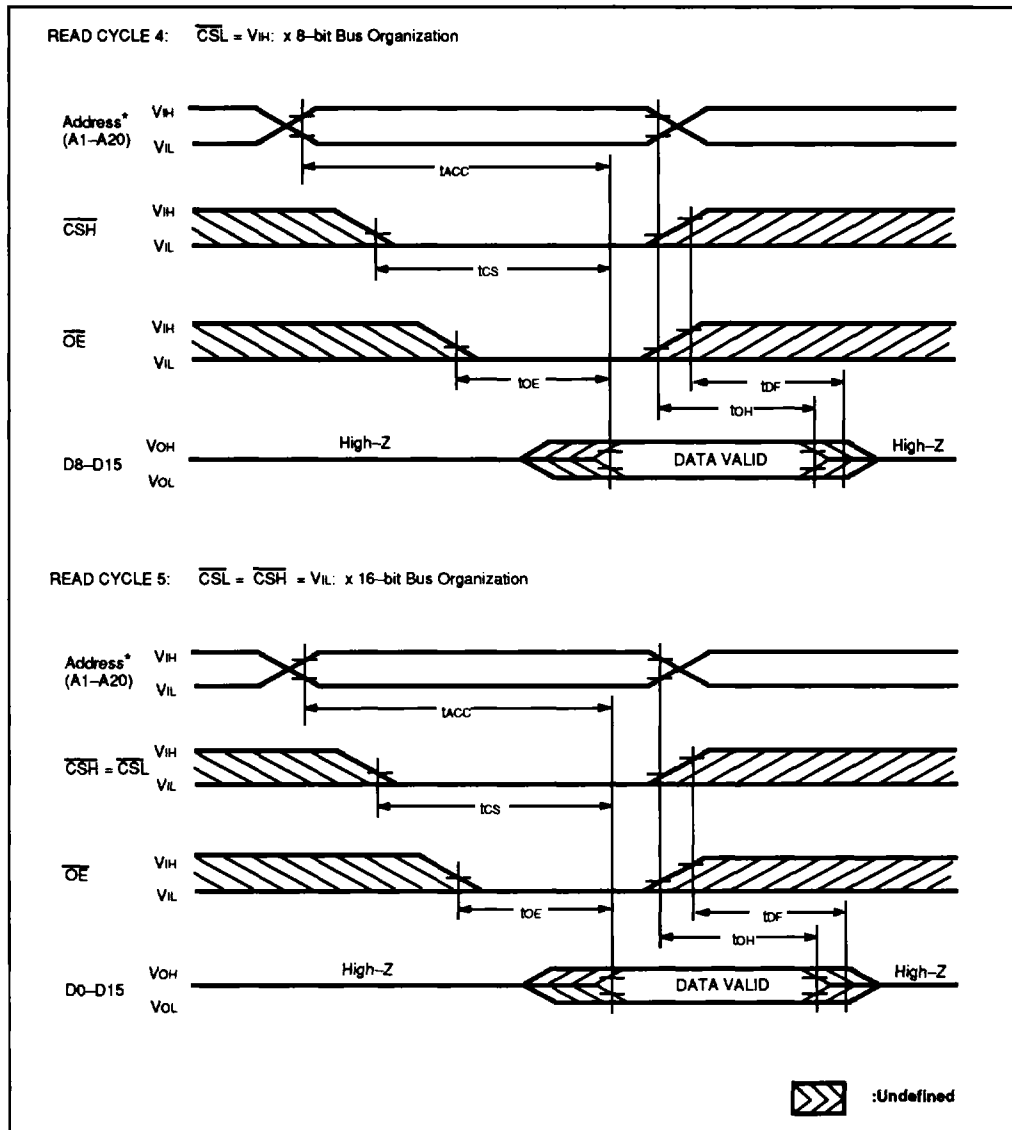 READ CYCLE 4: CSL = VIH: x 8–bit Bus Organization
Address*
(A1–A20)
VIH
VIL
tACC
CSH
VIH
VIL
tCS
OE
VIH
VIL
tOE
tDF
tOH
D8–D15
VOH
VOL
High–Z
DATA VALID
High–Z
READ CYCLE 5: CSL = CSH = VIL: x 16–bit Bus Organization
Address*
(A1–A20)
VIH
VIL
tACC
CSH = CSL
VIH
VIL
tCS
OE
VIH
VIL
tOE
tDF
tOH
D0–D15
VOH
VOL
High–Z
DATA VALID
High–Z
:Undefined